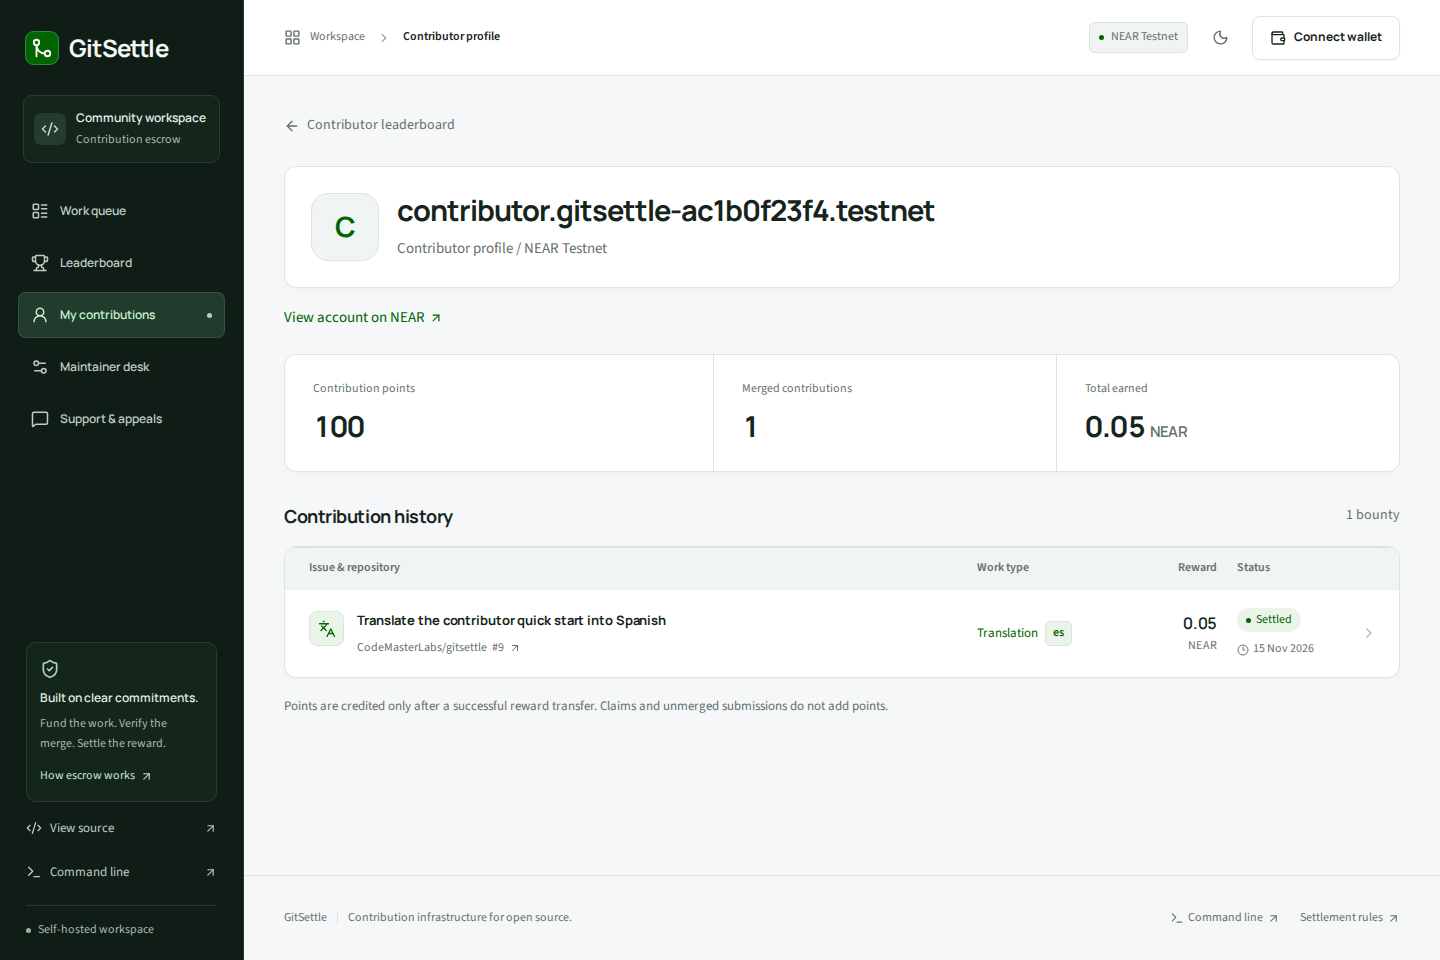 GitSettle
Community workspace
Contribution escrow
Work queue
Leaderboard
My contributions
Maintainer desk
Support & appeals
Built on clear commitments.
Fund the work. Verify the
merge. Settle the reward.
How escrow works
View source
Command line
Self-hosted workspace
Workspace
Contributor profile
NEAR Testnet
Connect wallet
Contributor leaderboard
C
contributor.gitsettle-ac1b0f23f4.testnet
Contributor profile / NEAR Testnet
View account on NEAR
Contribution points
100
Merged contributions
1
Total earned
0.05 NEAR
Contribution history
1 bounty
Issue & repository
Work type
Reward
Status
Translate the contributor quick start into Spanish
CodeMasterLabs/gitsettle #9
Translation es
0.05
NEAR
Settled
15 Nov 2026
Points are credited only after a successful reward transfer. Claims and unmerged submissions do not add points.
GitSettle
Contribution infrastructure for open source.
Command line
Settlement rules